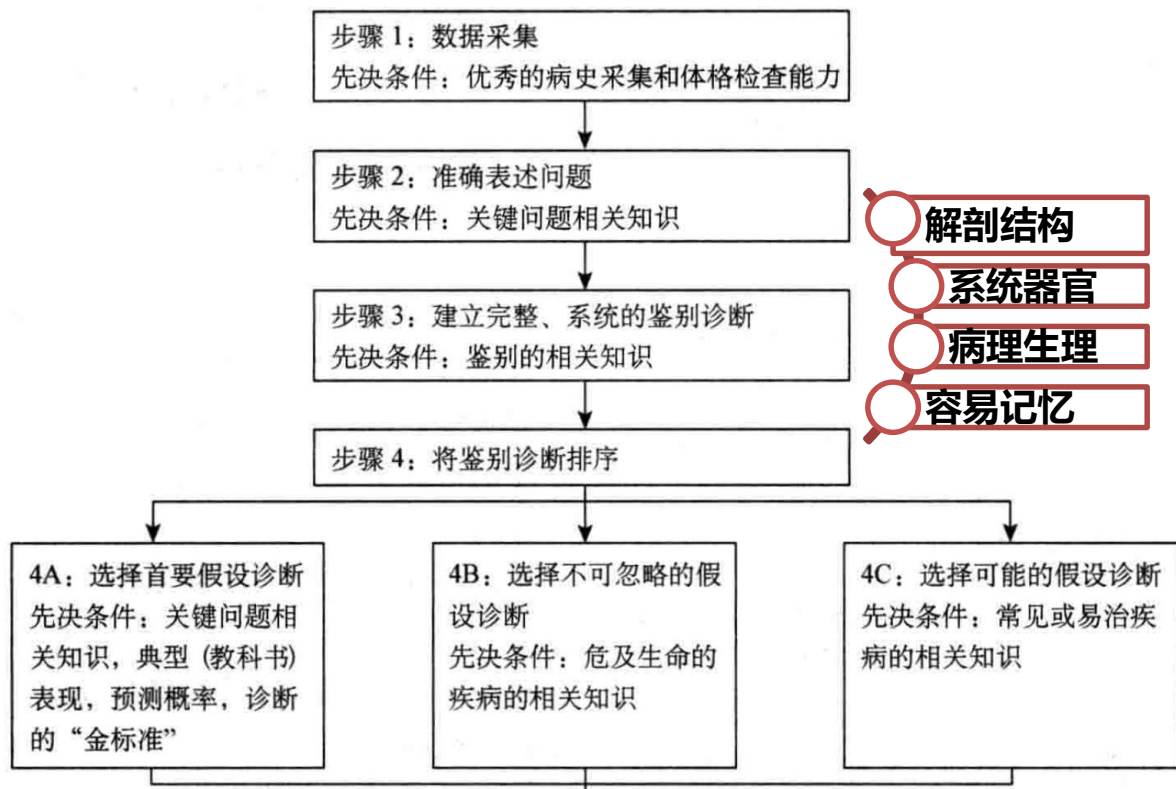 步骤 1：数据采集
先决条件：优秀的病史采集和体格检查能力
步骤 2：准确表述问题
先决条件：关键问题相关知识
步骤 3：建立完整、系统的鉴别诊断
先决条件：鉴别的相关知识
步骤 4：将鉴别诊断排序
解剖结构
系统器官
病理生理
容易记忆
4A：选择首要假设诊断
先决条件：关键问题相
关知识，典型 (教科书)
表现，预测概率，诊断
的“金标准”
4B：选择不可忽略的假
设诊断
先决条件：危及生命的
疾病的相关知识
4C：选择可能的假设诊断
先决条件：常见或易治疾
病的相关知识